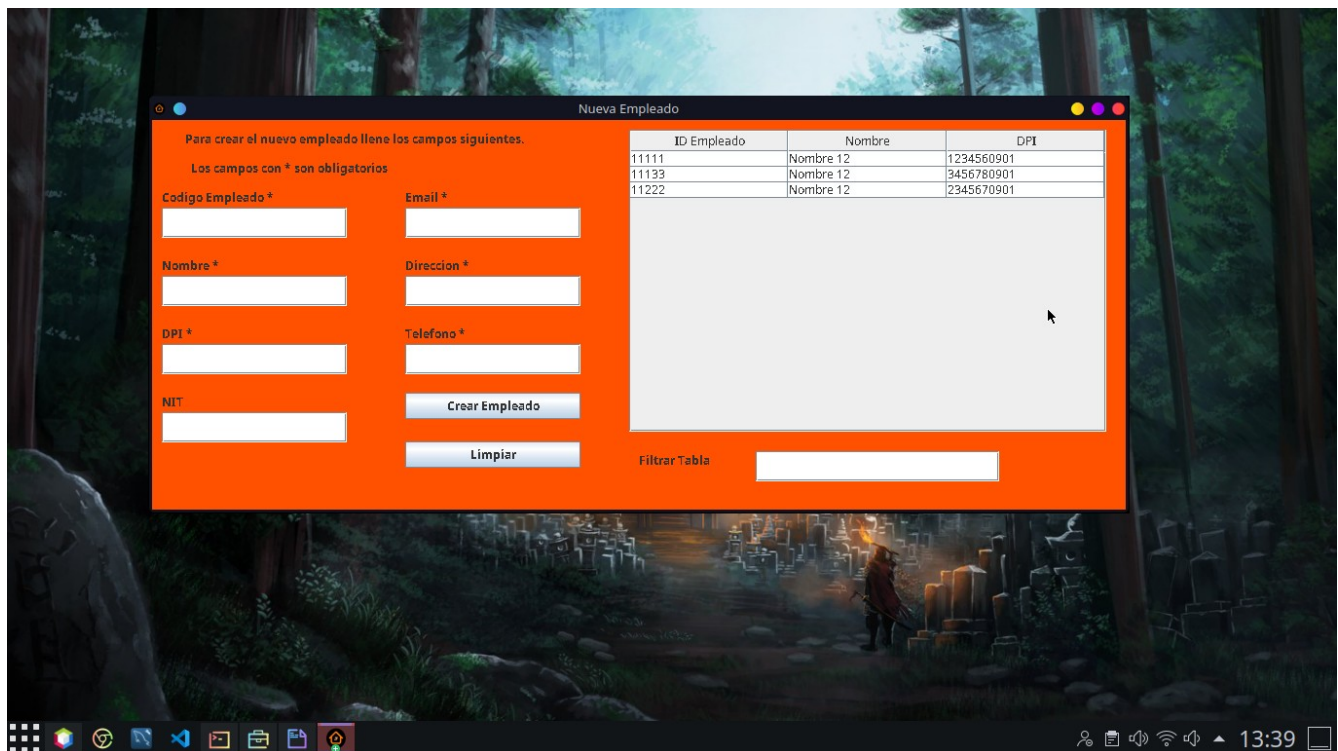 Nueva Empleado
Para crear el nuevo empleado llene los campos siguientes.
Los campos con * son obligatorios
Codigo Empleado *
Email *
Nombre *
Direccion *
DPI *
Telefono *
NIT
Crear Empleado
Limpiar
ID Empleado Nombre DPI
11111 Nombre 12 1234560901
11133 Nombre 12 3456780901
11222 Nombre 12 2345670901
Filtrar Tabla
13:39